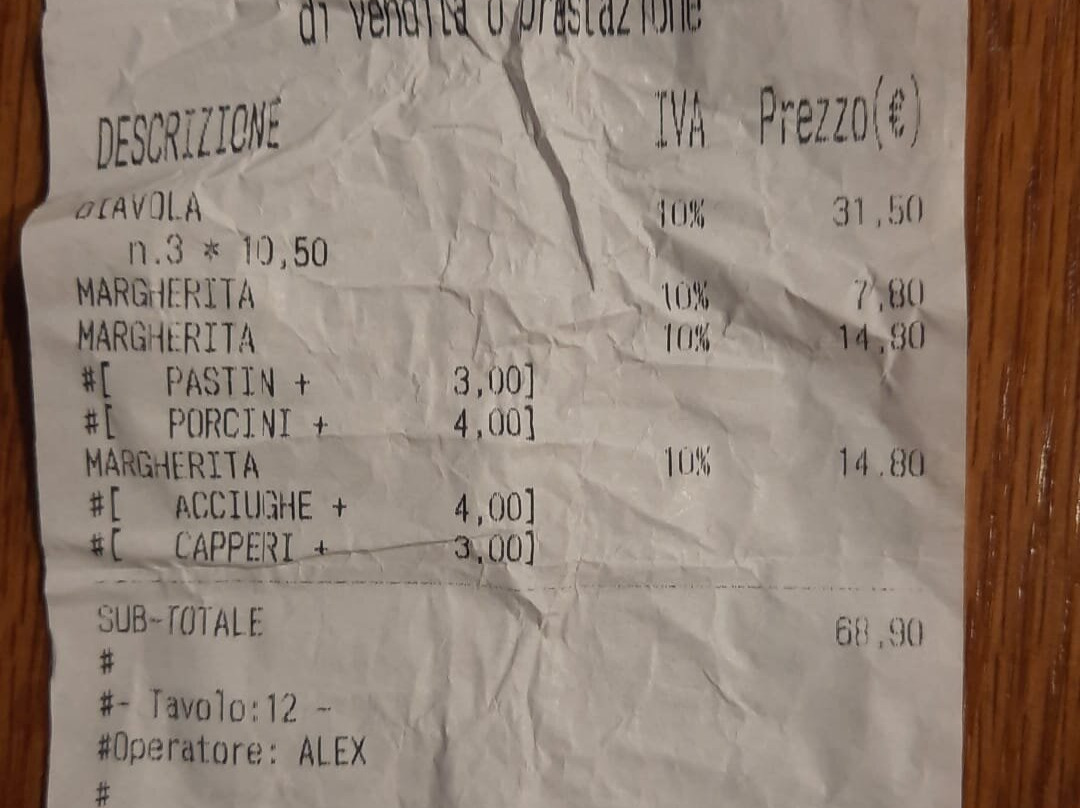 di vendita o prestazione
DESCRIZIONE IVA Prezzo(€)
DIAVOLA 10% 31,50
n.3 * 10,50
MARGHERITA 10% 7,80
MARGHERITA 10% 14,80
#[ PASTIN + 3,00]
#[ PORCINI + 4,00]
MARGHERITA 10% 14.80
#[ ACCIUGHE + 4,00]
#[ CAPPERI + 3,00]
SUB-TOTALE 68,90
#
#- Tavolo:12 -
#Operatore: ALEX
#